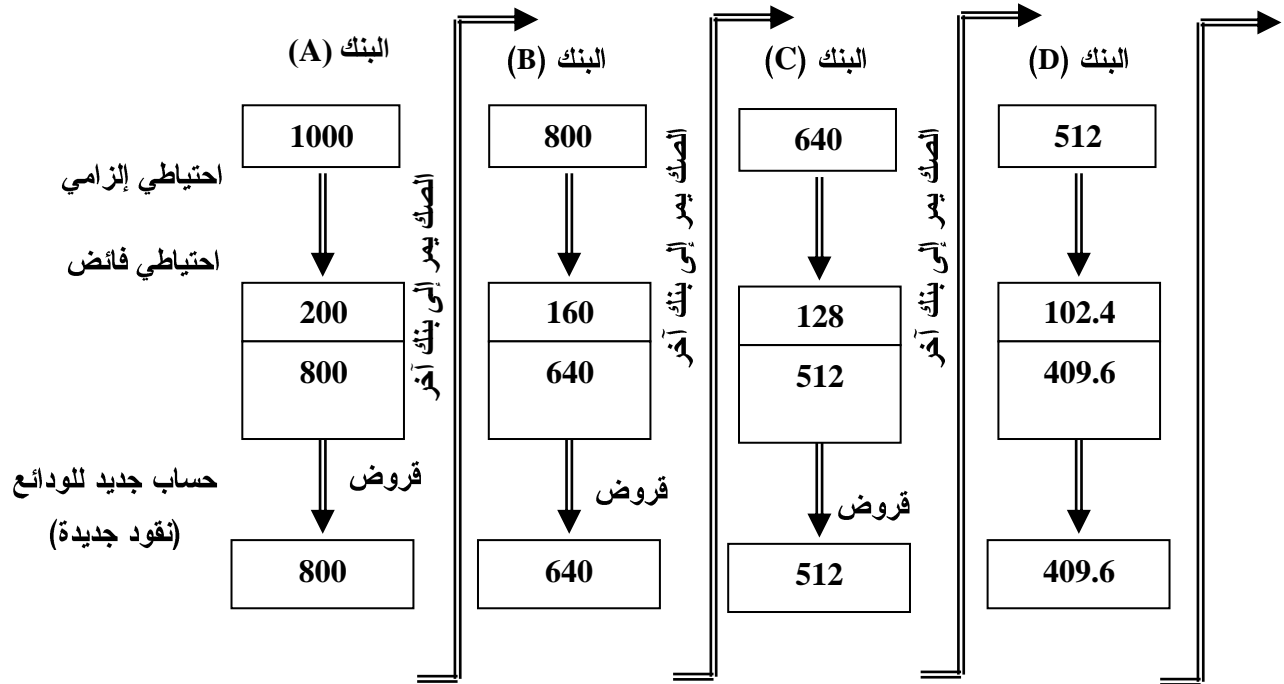 البنك (A)
البنك (B)
البنك (C)
البنك (D)
1000
800
640
512
احتياطي إلزامي
احتياطي فائض
الصك يمر إلى بنك آخر
الصك يمر إلى بنك آخر
الصك يمر إلى بنك آخر
200
160
128
102.4
800
640
512
409.6
قروض
قروض
قروض
حساب جديد للودائع
(نقود جديدة)
800
640
512
409.6